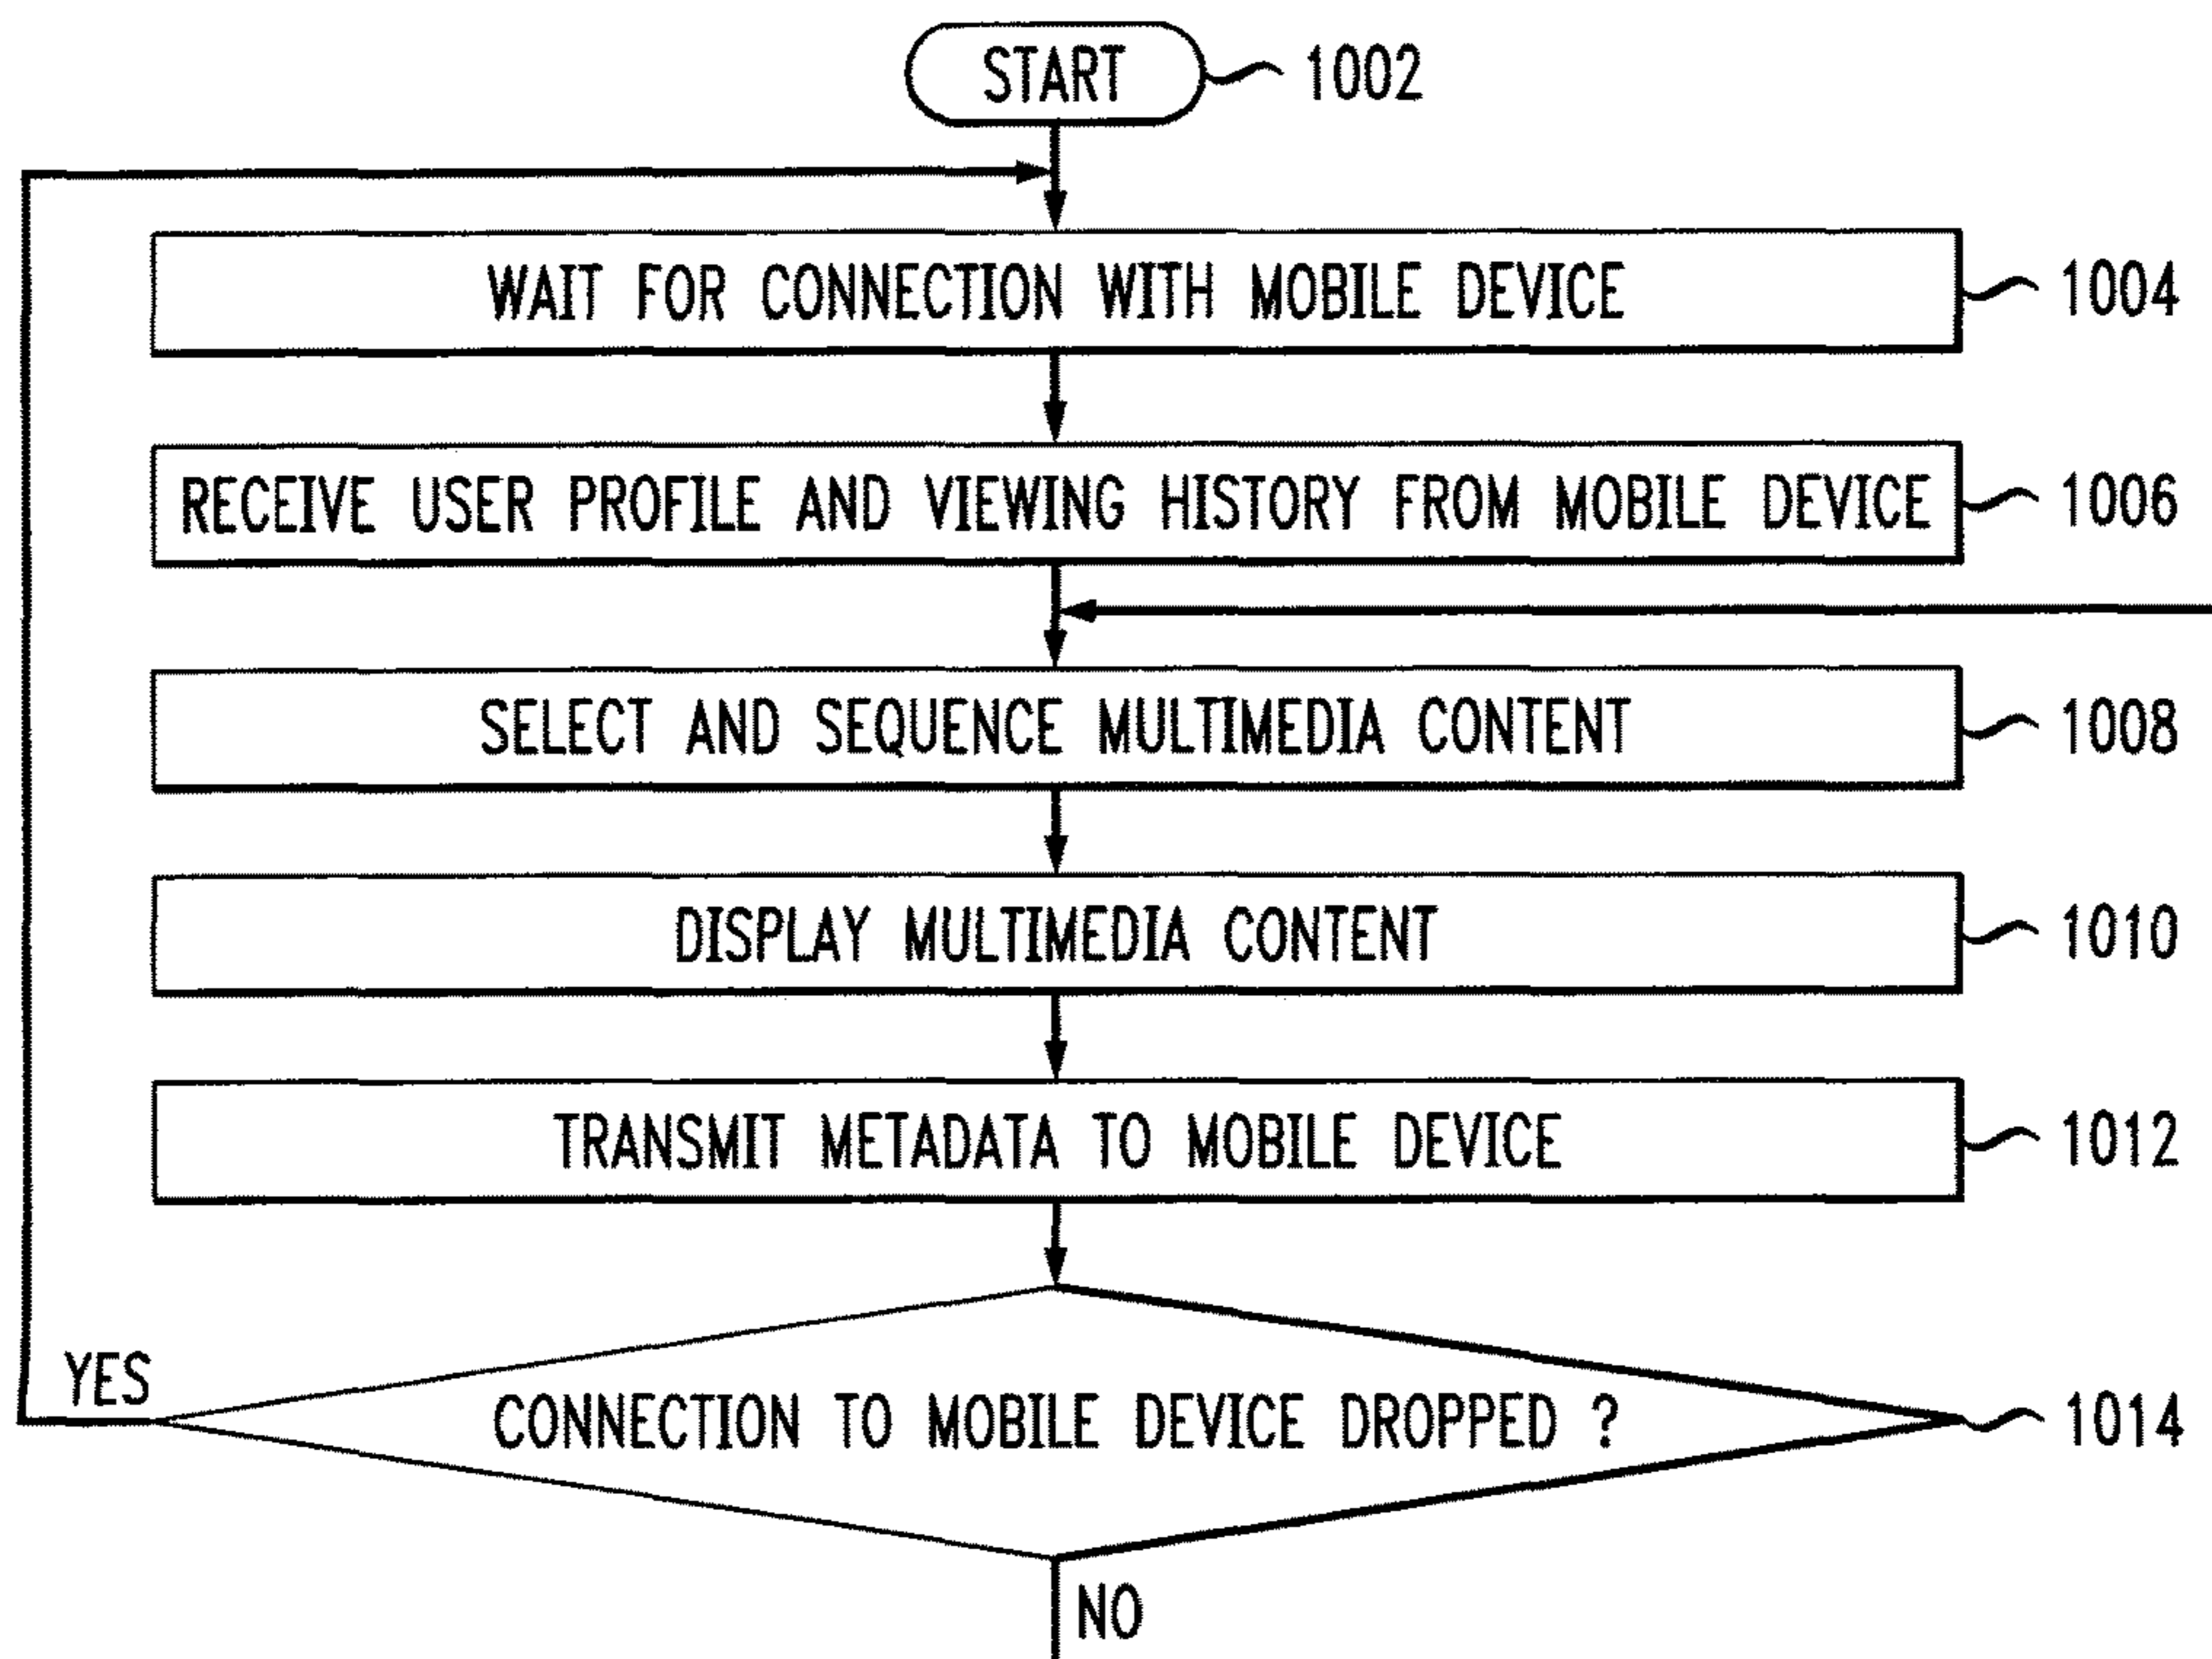 START 1002
WAIT FOR CONNECTION WITH MOBILE DEVICE 1004
RECEIVE USER PROFILE AND VIEWING HISTORY FROM MOBILE DEVICE 1006
SELECT AND SEQUENCE MULTIMEDIA CONTENT 1008
DISPLAY MULTIMEDIA CONTENT 1010
TRANSMIT METADATA TO MOBILE DEVICE 1012
YES
CONNECTION TO MOBILE DEVICE DROPPED ? 1014
NO